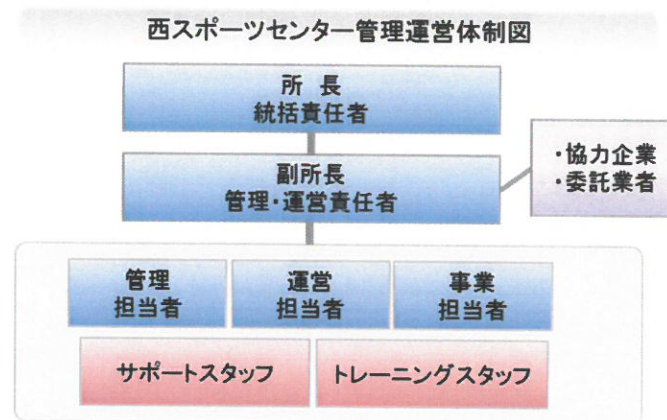 西スポーツセンター管理運営体制図
所 長
統括責任者
副所長
管理・運営責任者
・協力企業
・委託業者
管理
担当者
運営
担当者
事業
担当者
サポートスタッフ
トレーニングスタッフ